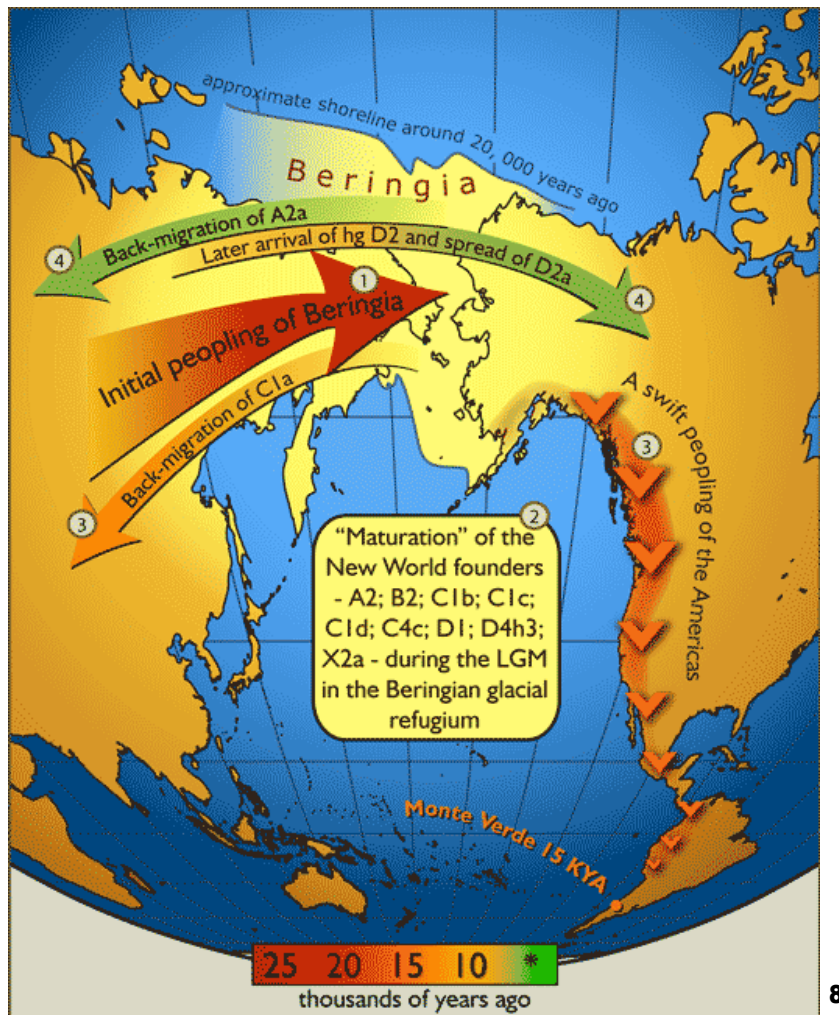 approximate shoreline around 20, 000 years ago
Beringia
Back-migration of A2a
Later arrival of hg D2 and spread of D2a
4
4
1
Initial peopling of Beringia
Back-migration of C1a
3
A swift peopling of the Americas
3
2
“Maturation” of the
New World founders
- A2; B2; C1b; C1c;
C1d; C4c; D1; D4h3;
X2a - during the LGM
in the Beringian glacial
refugium
Monte Verde 15 KYA
25 20 15 10 *
thousands of years ago
8